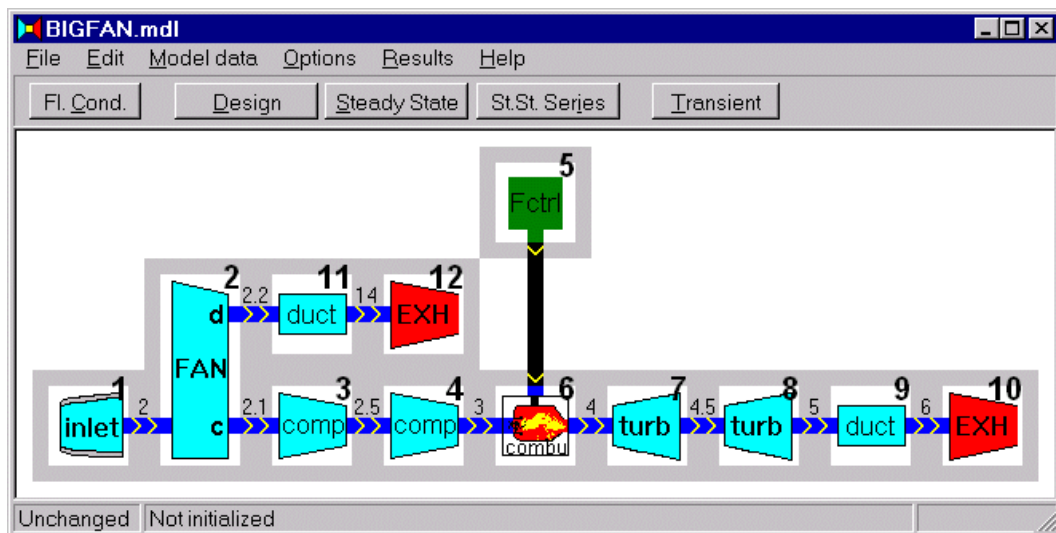 BIGFAN.mdl
File Edit Model data Options Results Help
Fl. Cond. Design Steady State St.St. Series Transient
5
Fctrl
2 11 12
2.2 14
d duct EXH
FAN
1 3 4 6 7 8 9 10
2 2.1 2.5 3 4 4.5 5 6
inlet c comp comp turb turb duct EXH
combu
Unchanged Not initialized